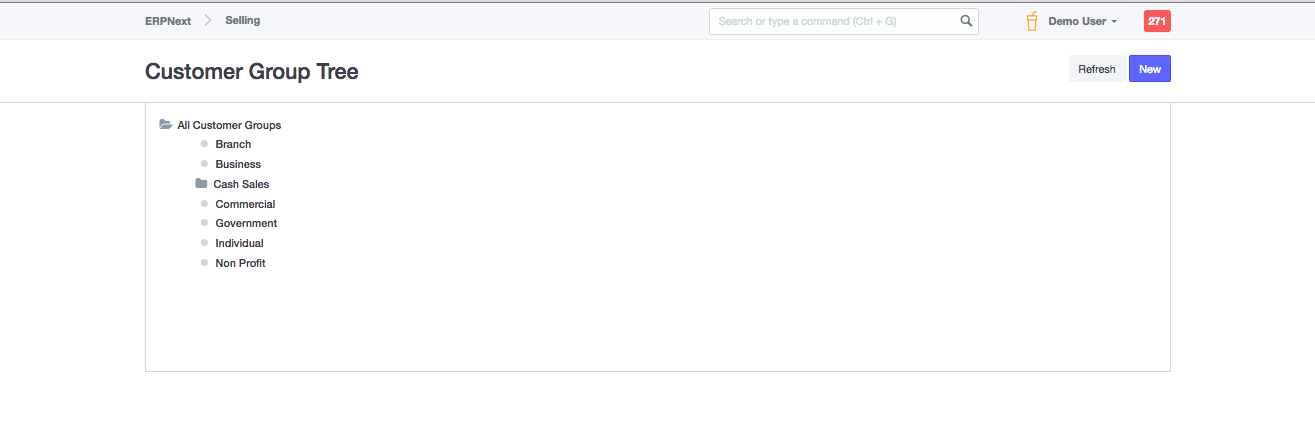 ERPNext Selling Search or type a command (Ctrl + G) Demo User 271
Customer Group Tree Refresh New
All Customer Groups
Branch
Business
Cash Sales
Commercial
Government
Individual
Non Profit